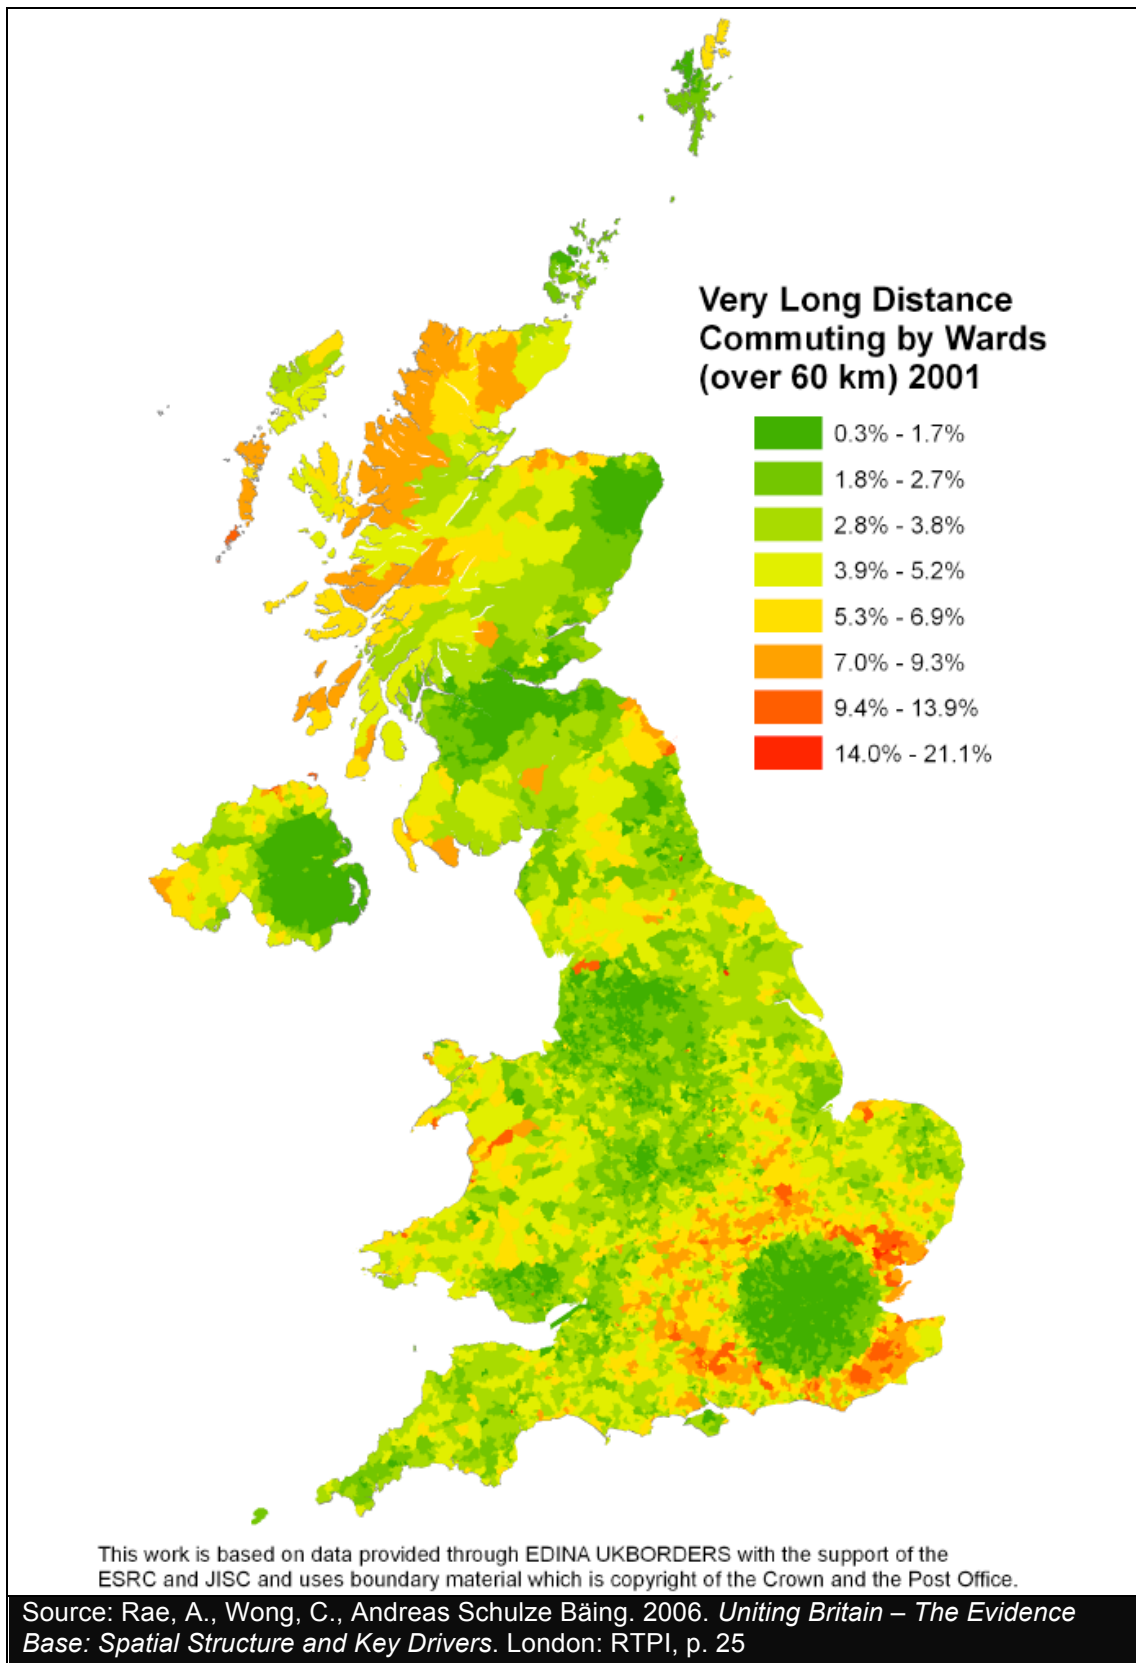 Very Long Distance
Commuting by Wards
(over 60 km) 2001
0.3% - 1.7%
1.8% - 2.7%
2.8% - 3.8%
3.9% - 5.2%
5.3% - 6.9%
7.0% - 9.3%
9.4% - 13.9%
14.0% - 21.1%
This work is based on data provided through EDINA UKBORDERS with the support of the
ESRC and JISC and uses boundary material which is copyright of the Crown and the Post Office.
Source: Rae, A., Wong, C., Andreas Schulze Bäing. 2006. Uniting Britain – The Evidence
Base: Spatial Structure and Key Drivers. London: RTPI, p. 25